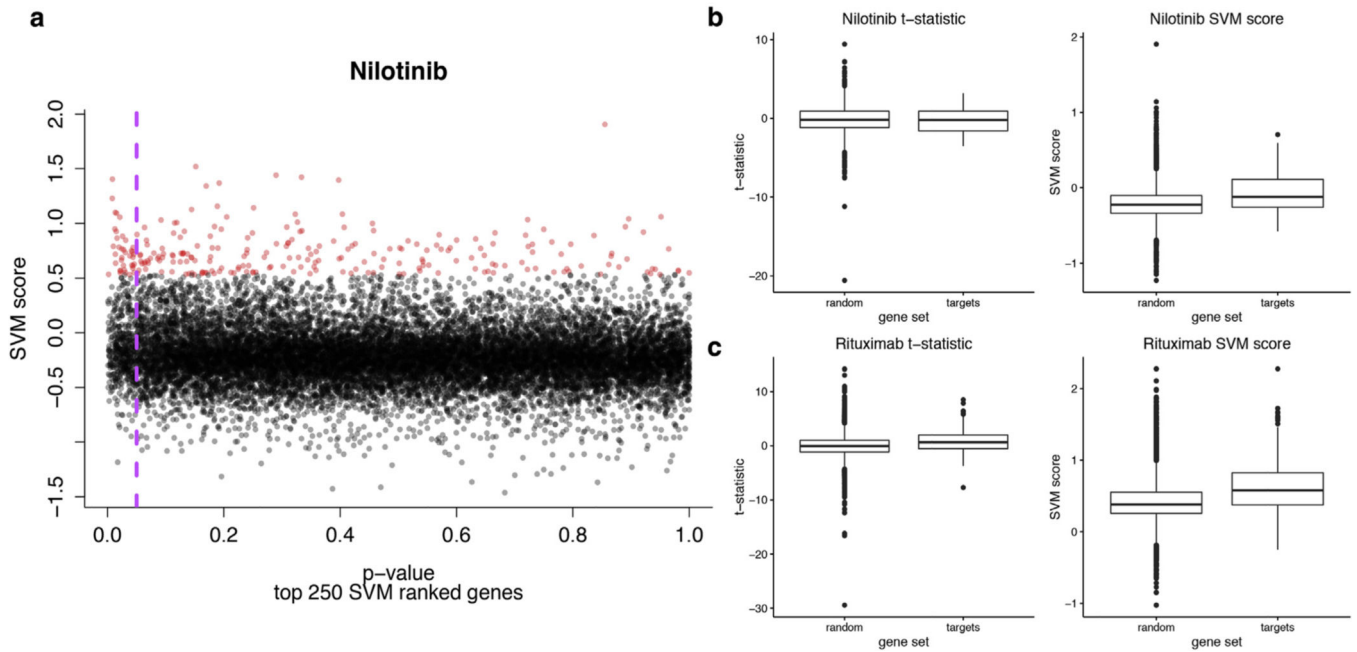 a
Nilotinib
SVM score
2.0
1.5
1.0
0.5
0.0
−0.5
−1.5
0.0 0.2 0.4 0.6 0.8 1.0
p−value
top 250 SVM ranked genes
b
Nilotinib t−statistic
t−statistic
10
0
−10
−20
random targets
gene set
Nilotinib SVM score
SVM score
2
1
0
−1
random targets
gene set
c
Rituximab t−statistic
t−statistic
10
0
−10
−20
−30
random targets
gene set
Rituximab SVM score
SVM score
2
1
0
−1
random targets
gene set